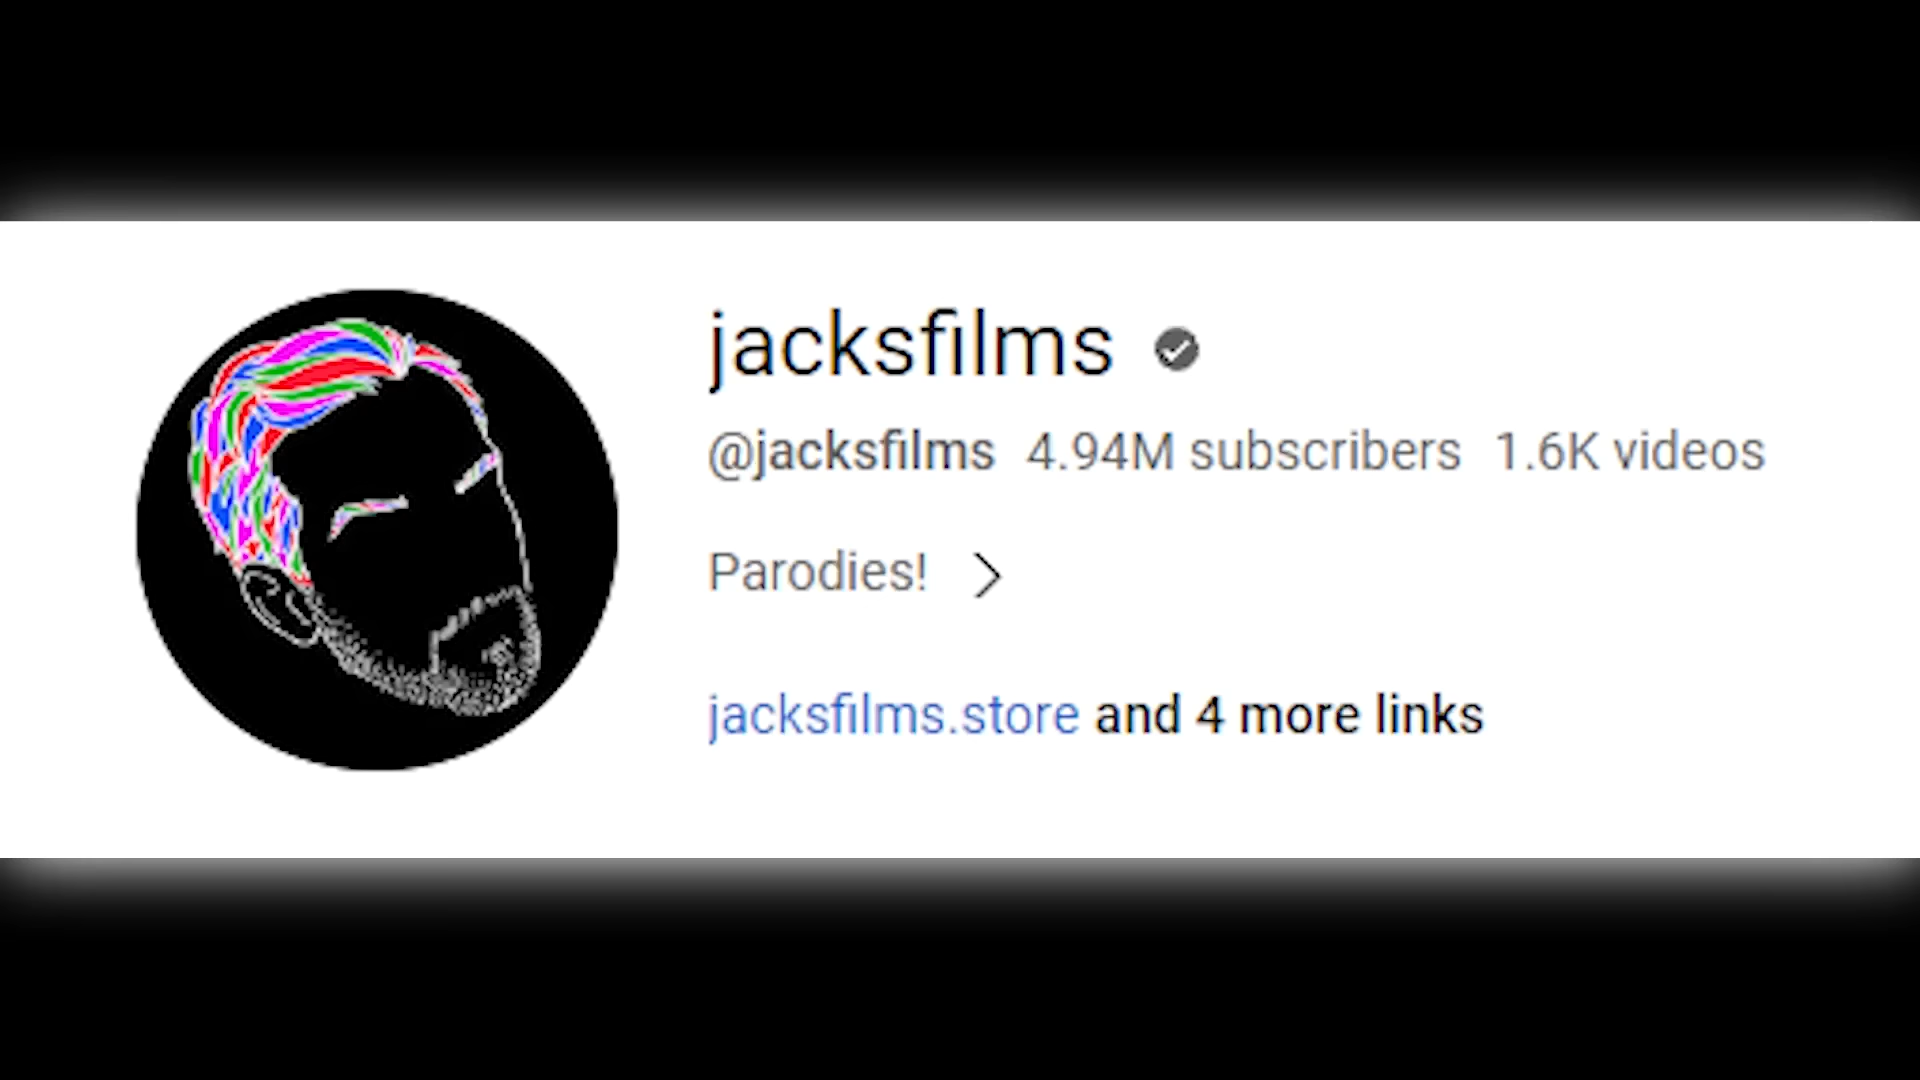 jacksfilms
@jacksfilms 4.94M subscribers 1.6K videos
Parodies!
jacksfilms.store and 4 more links